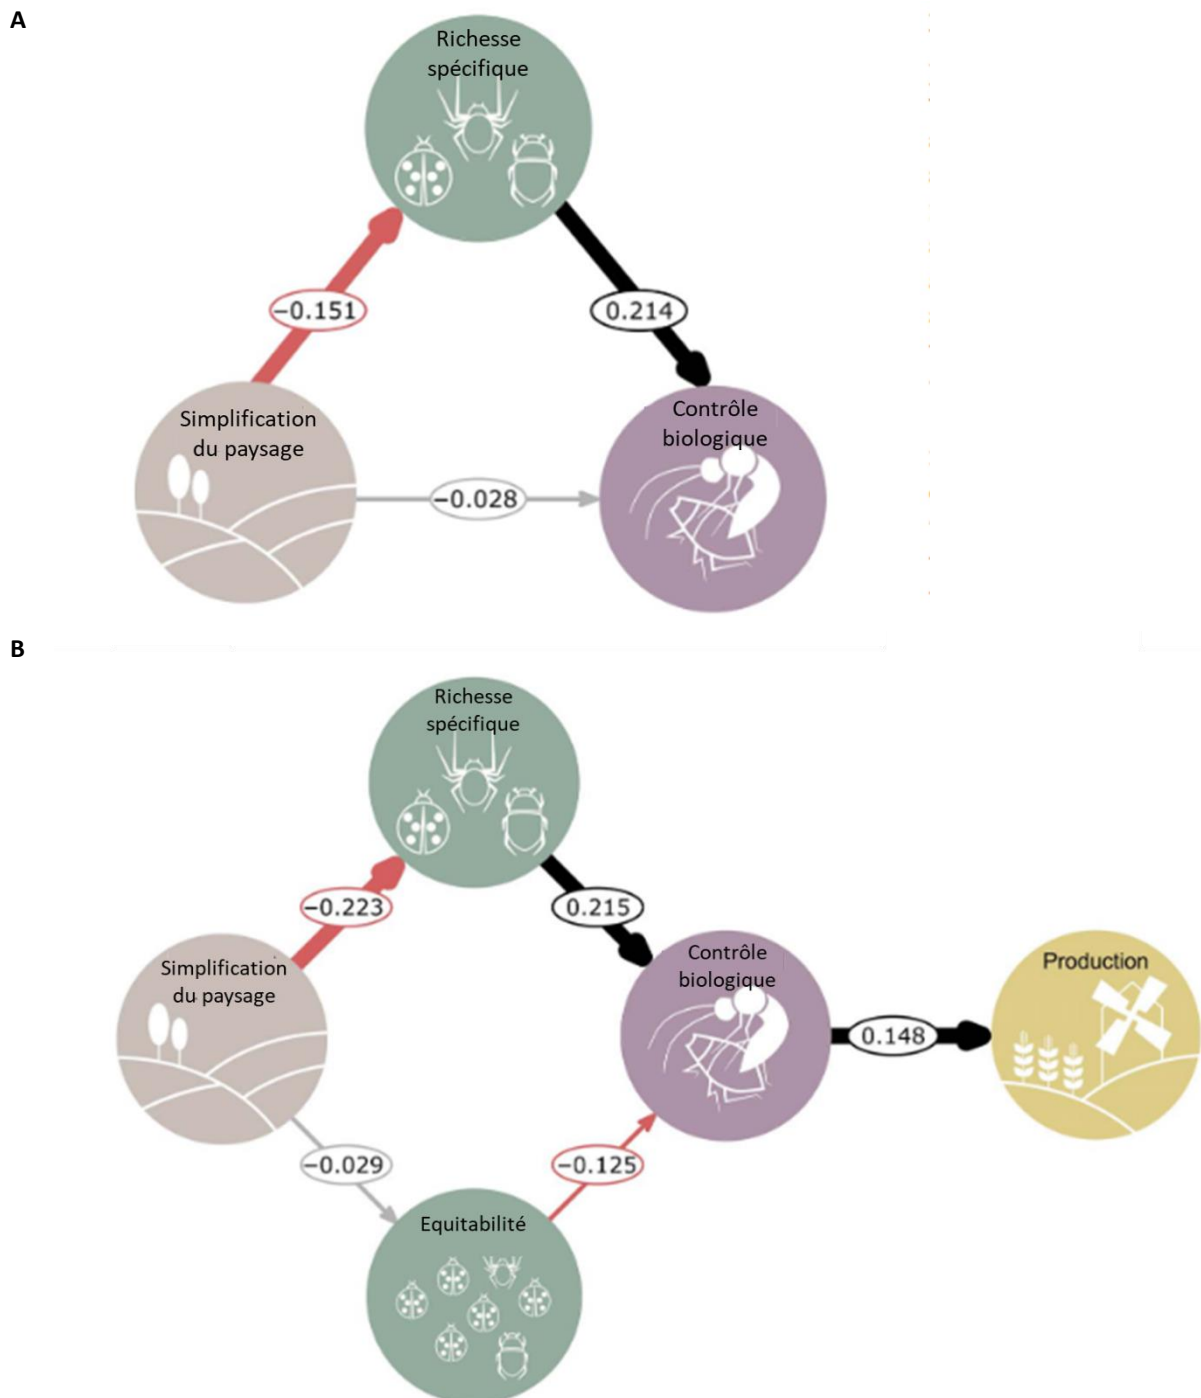 A
Richesse
spécifique
−0.151
0.214
Simplification
du paysage
Contrôle
biologique
−0.028
B
Richesse
spécifique
−0.223
0.215
Simplification
du paysage
Contrôle
biologique
Production
0.148
−0.029
−0.125
Equitabilité